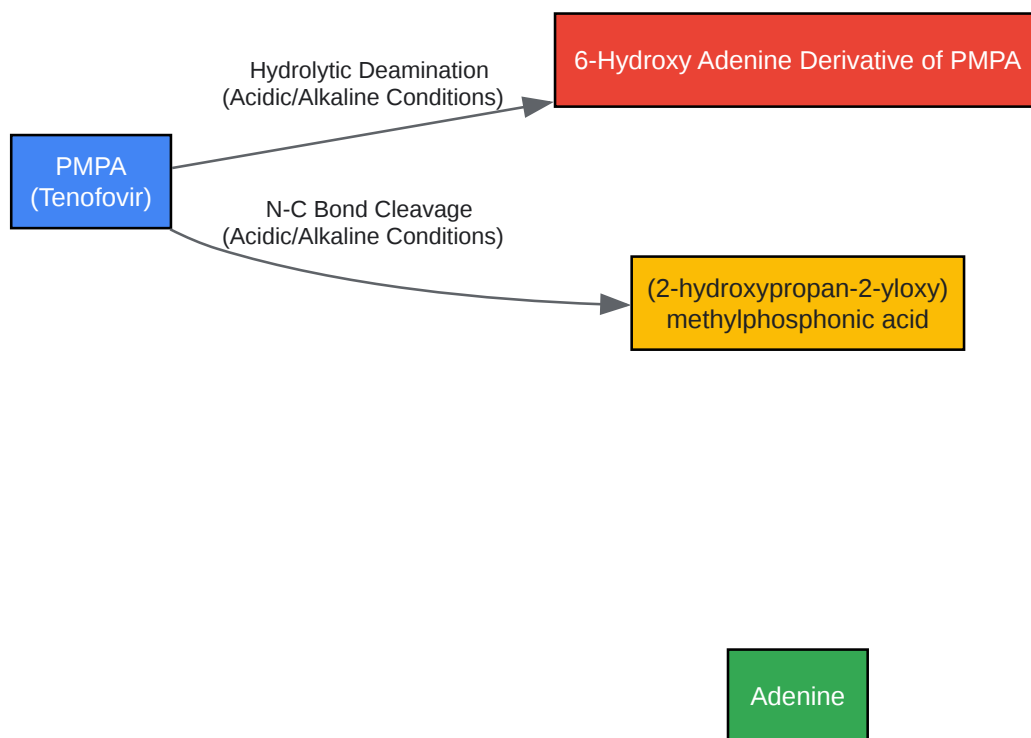 6-Hydroxy Adenine Derivative of PMPA
Hydrolytic Deamination
(Acidic/Alkaline Conditions)
PMPA
(Tenofovir)
N-C Bond Cleavage
(Acidic/Alkaline Conditions)
(2-hydroxypropan-2-yloxy)
methylphosphonic acid
Adenine